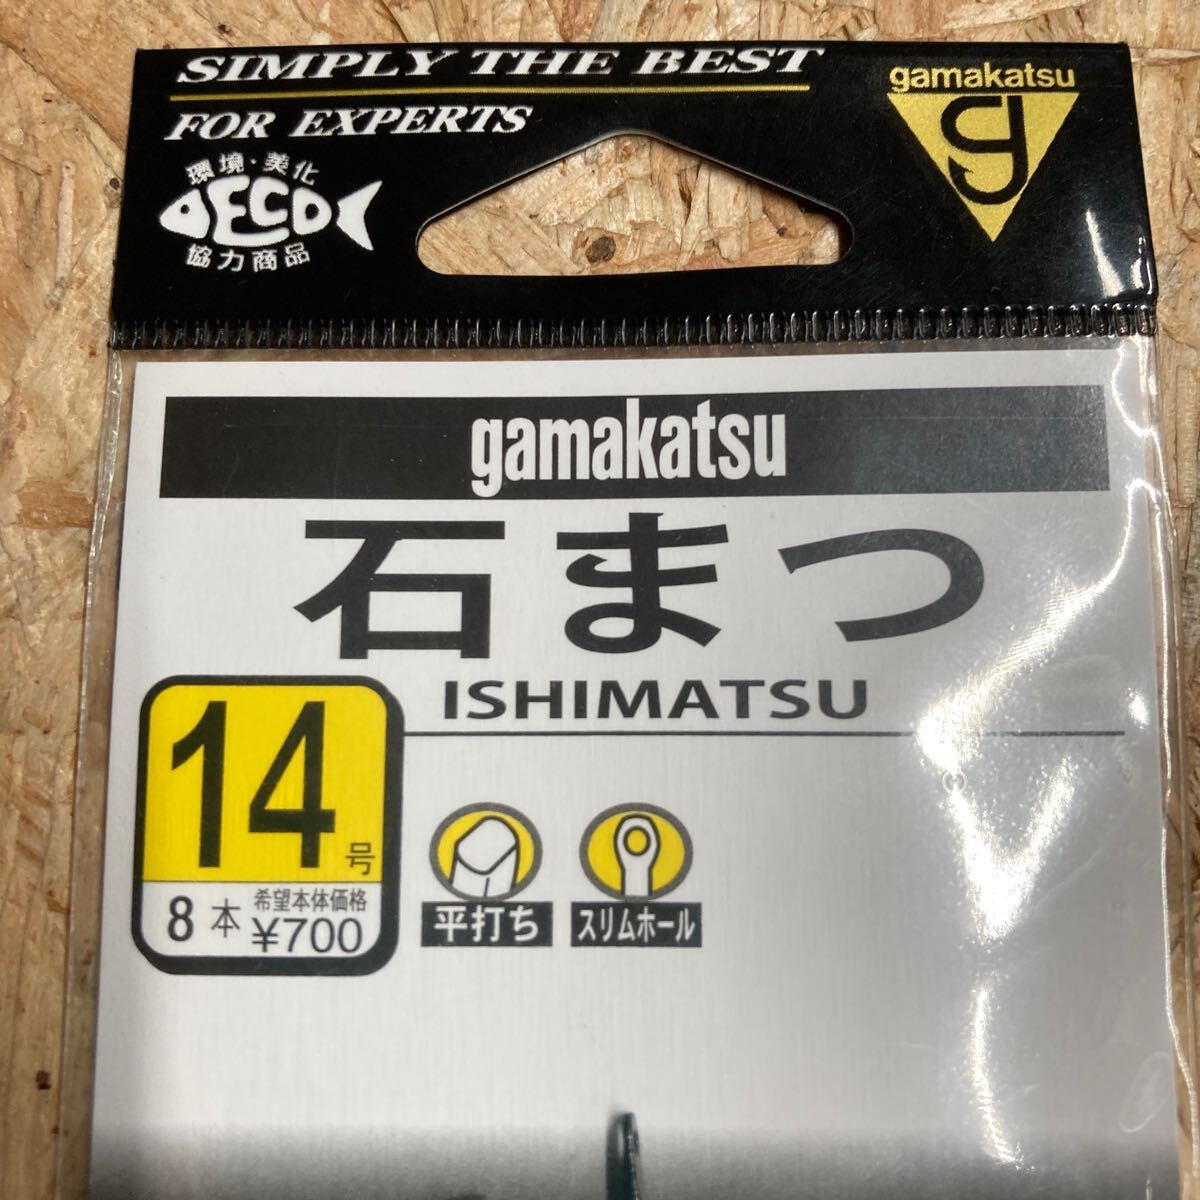 SIMPLY THE BEST
FOR EXPERTS
gamakatsu
環境・美化
ECO
協力商品
gamakatsu
石まつ
ISHIMATSU
14号
8本
希望本体価格
¥700
平打ち
スリムホール